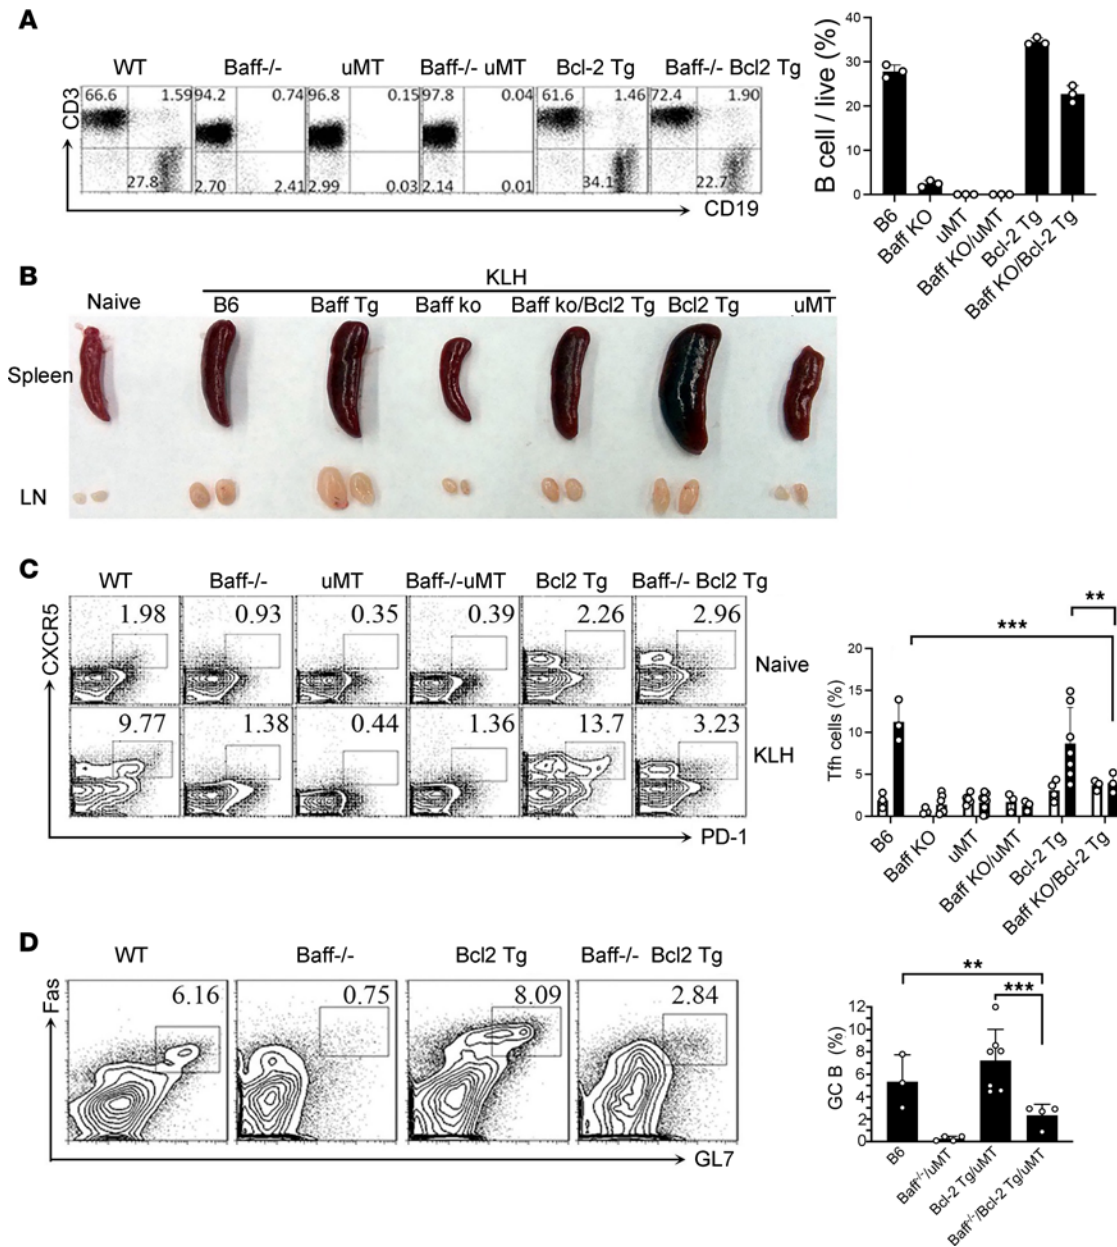 A
WT Baff-/- uMT Baff-/- uMT Bcl-2 Tg Baff-/- Bcl2 Tg
CD3
66.6 1.59 94.2 0.74 96.8 0.15 97.8 0.04 61.6 1.46 72.4 1.90
27.8 2.70 2.41 2.99 0.03 2.14 0.01 34.1 22.7
CD19
B cell / live (%)
40
30
20
10
0
B6 Baff KO uMT Baff KO/uMT Bcl-2 Tg Baff KO/Bcl-2 Tg
B
KLH
Naive B6 Baff Tg Baff ko Baff ko/Bcl2 Tg Bcl2 Tg uMT
Spleen
LN
C
WT Baff-/- uMT Baff-/-uMT Bcl2 Tg Baff-/- Bcl2 Tg
CXCR5
1.98 0.93 0.35 0.39 2.26 2.96
Naive
9.77 1.38 0.44 1.36 13.7 3.23
KLH
PD-1
**
***
Tfh cells (%)
20
15
10
5
0
B6 Baff KO uMT Baff KO/uMT Bcl-2 Tg Baff KO/Bcl-2 Tg
D
WT Baff-/- Bcl2 Tg Baff-/- Bcl2 Tg
Fas
6.16 0.75 8.09 2.84
GL7
**
***
GC B (%)
12
10
8
6
4
2
0
B6 Baff-/-/uMT Bcl-2 Tg/uMT Baff-/-/Bcl-2 Tg/uMT